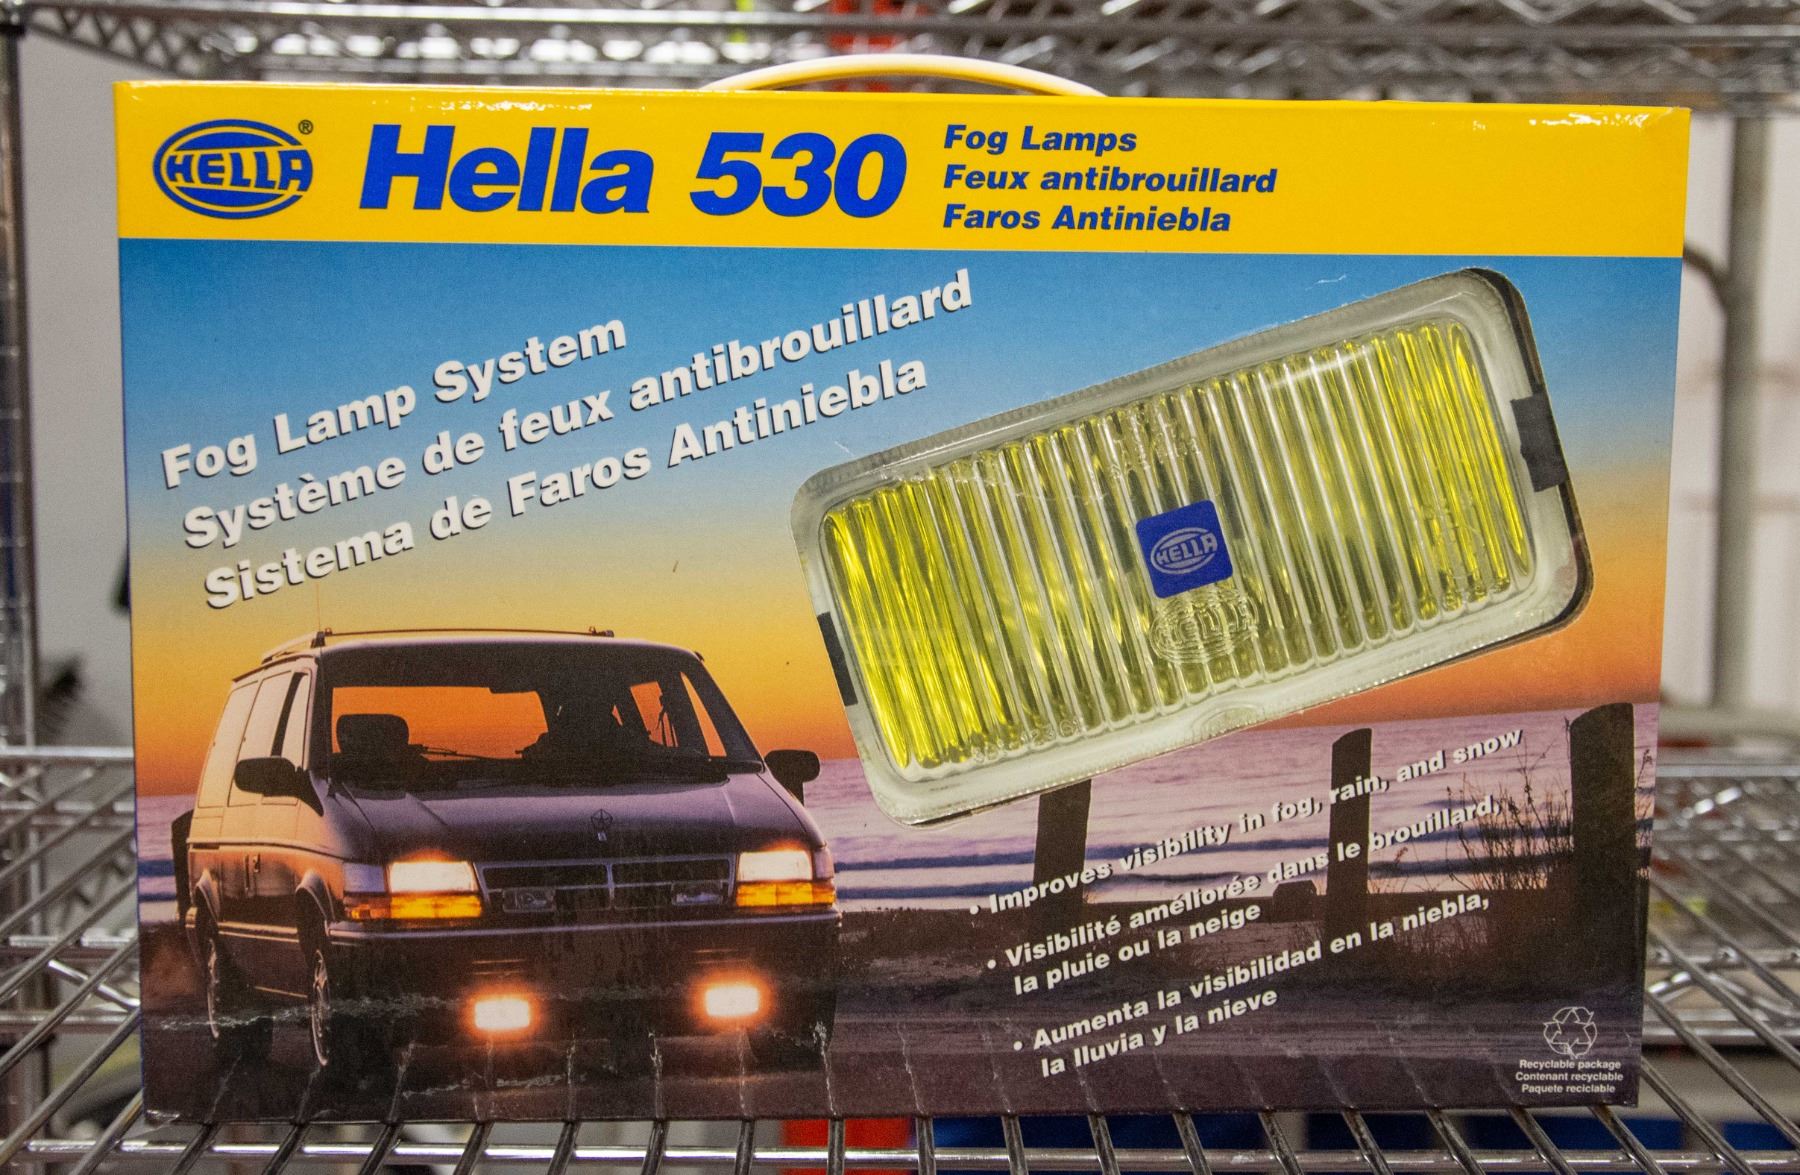 HELLA®
Hella 530
Fog Lamps
Feux antibrouillard
Faros Antiniebla
Fog Lamp System
Système de feux antibrouillard
Sistema de Faros Antiniebla
HELLA
HELLA
• Improves visibility in fog, rain, and snow
• Visibilité améliorée dans le brouillard,
la pluie ou la neige
• Aumenta la visibilidad en la niebla,
la lluvia y la nieve
Recyclable package
Contenant recyclable
Paquete reciclable